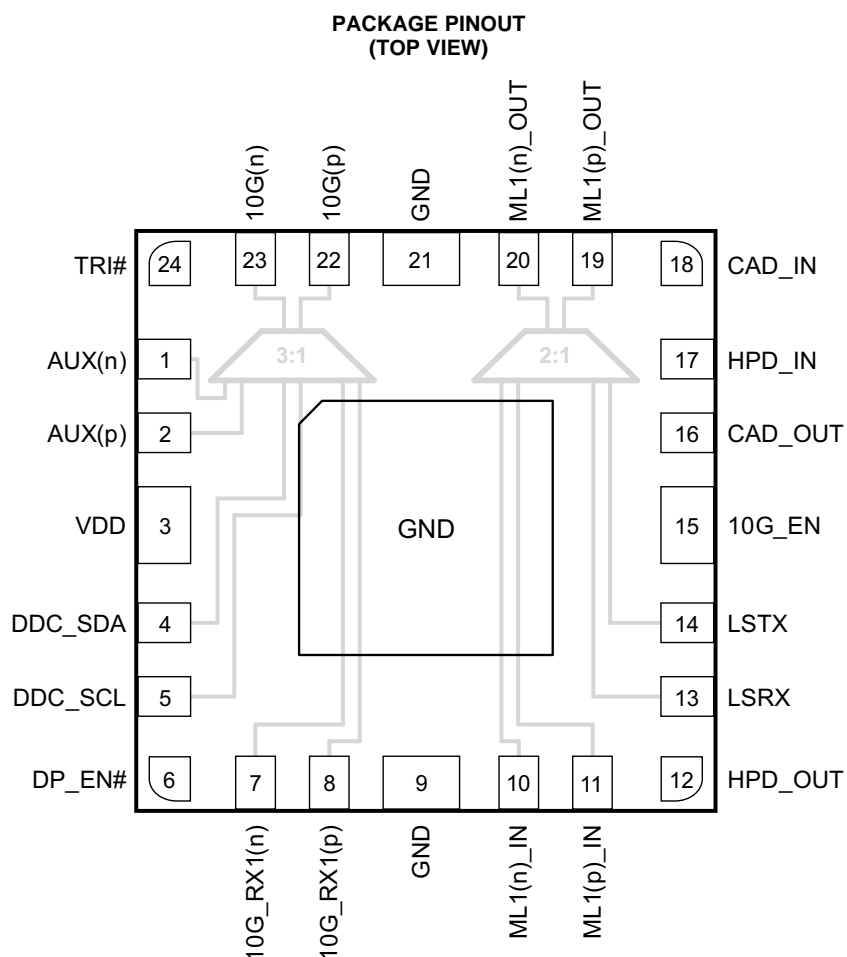 PACKAGE PINOUT
(TOP VIEW)
10G(n)
10G(p)
GND
ML1(n)_OUT
ML1(p)_OUT
TRI#
24
23
22
21
20
19
18
CAD_IN
AUX(n)
1
3:1
2:1
17
HPD_IN
AUX(p)
2
16
CAD_OUT
VDD
3
GND
15
10G_EN
DDC_SDA
4
14
LSTX
DDC_SCL
5
13
LSRX
DP_EN#
6
7
8
9
10
11
12
HPD_OUT
10G_RX1(n)
10G_RX1(p)
GND
ML1(n)_IN
ML1(p)_IN